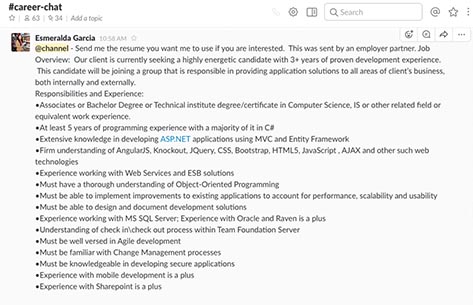 #career-chat
63 34 Add a topic
Search
Esmeralda Garcia 10:58 AM
@channel - Send me the resume you want me to use if you are interested. This was sent by an employer partner. Job
Overview: Our client is currently seeking a highly energetic candidate with 3+ years of proven development experience.
This candidate will be joining a group that is responsible in providing application solutions to all areas of client's business,
both internally and externally.
Responsibilities and Experience:
•Associates or Bachelor Degree or Technical institute degree/certificate in Computer Science, IS or other related field or
equivalent work experience.
•At least 5 years of programming experience with a majority of it in C#
•Extensive knowledge in developing ASP.NET applications using MVC and Entity Framework
•Firm understanding of AngularJS, Knockout, JQuery, CSS, Bootstrap, HTML5, JavaScript , AJAX and other such web
technologies
•Experience working with Web Services and ESB solutions
•Must have a thorough understanding of Object-Oriented Programming
•Must be able to implement improvements to existing applications to account for performance, scalability and usability
•Must be able to design and document development solutions
•Experience working with MS SQL Server; Experience with Oracle and Raven is a plus
•Understanding of check in\check out process within Team Foundation Server
•Must be well versed in Agile development
•Must be familiar with Change Management processes
•Must be knowledgeable in developing secure applications
•Experience with mobile development is a plus
•Experience with Sharepoint is a plus